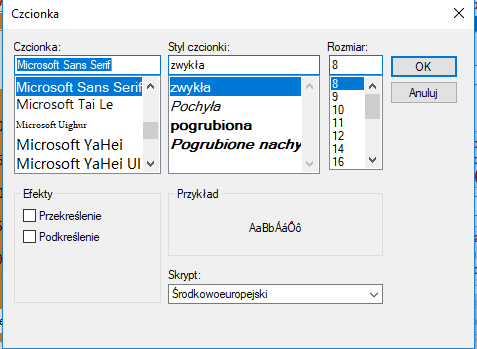 Czcionka
Czcionka:
Microsoft Sans Serif
Microsoft Sans Serif
Microsoft Tai Le
Microsoft Uighur
Microsoft YaHei
Microsoft YaHei UI
Styl czcionki:
zwykła
zwykła
Pochyła
pogrubiona
Pogrubione nachy
Rozmiar:
8
8
9
10
11
12
14
16
OK
Anuluj
Efekty
Przekreślenie
Podkreślenie
Przykład
AaBbÁáÔô
Skrypt:
Środkowoeuropejski